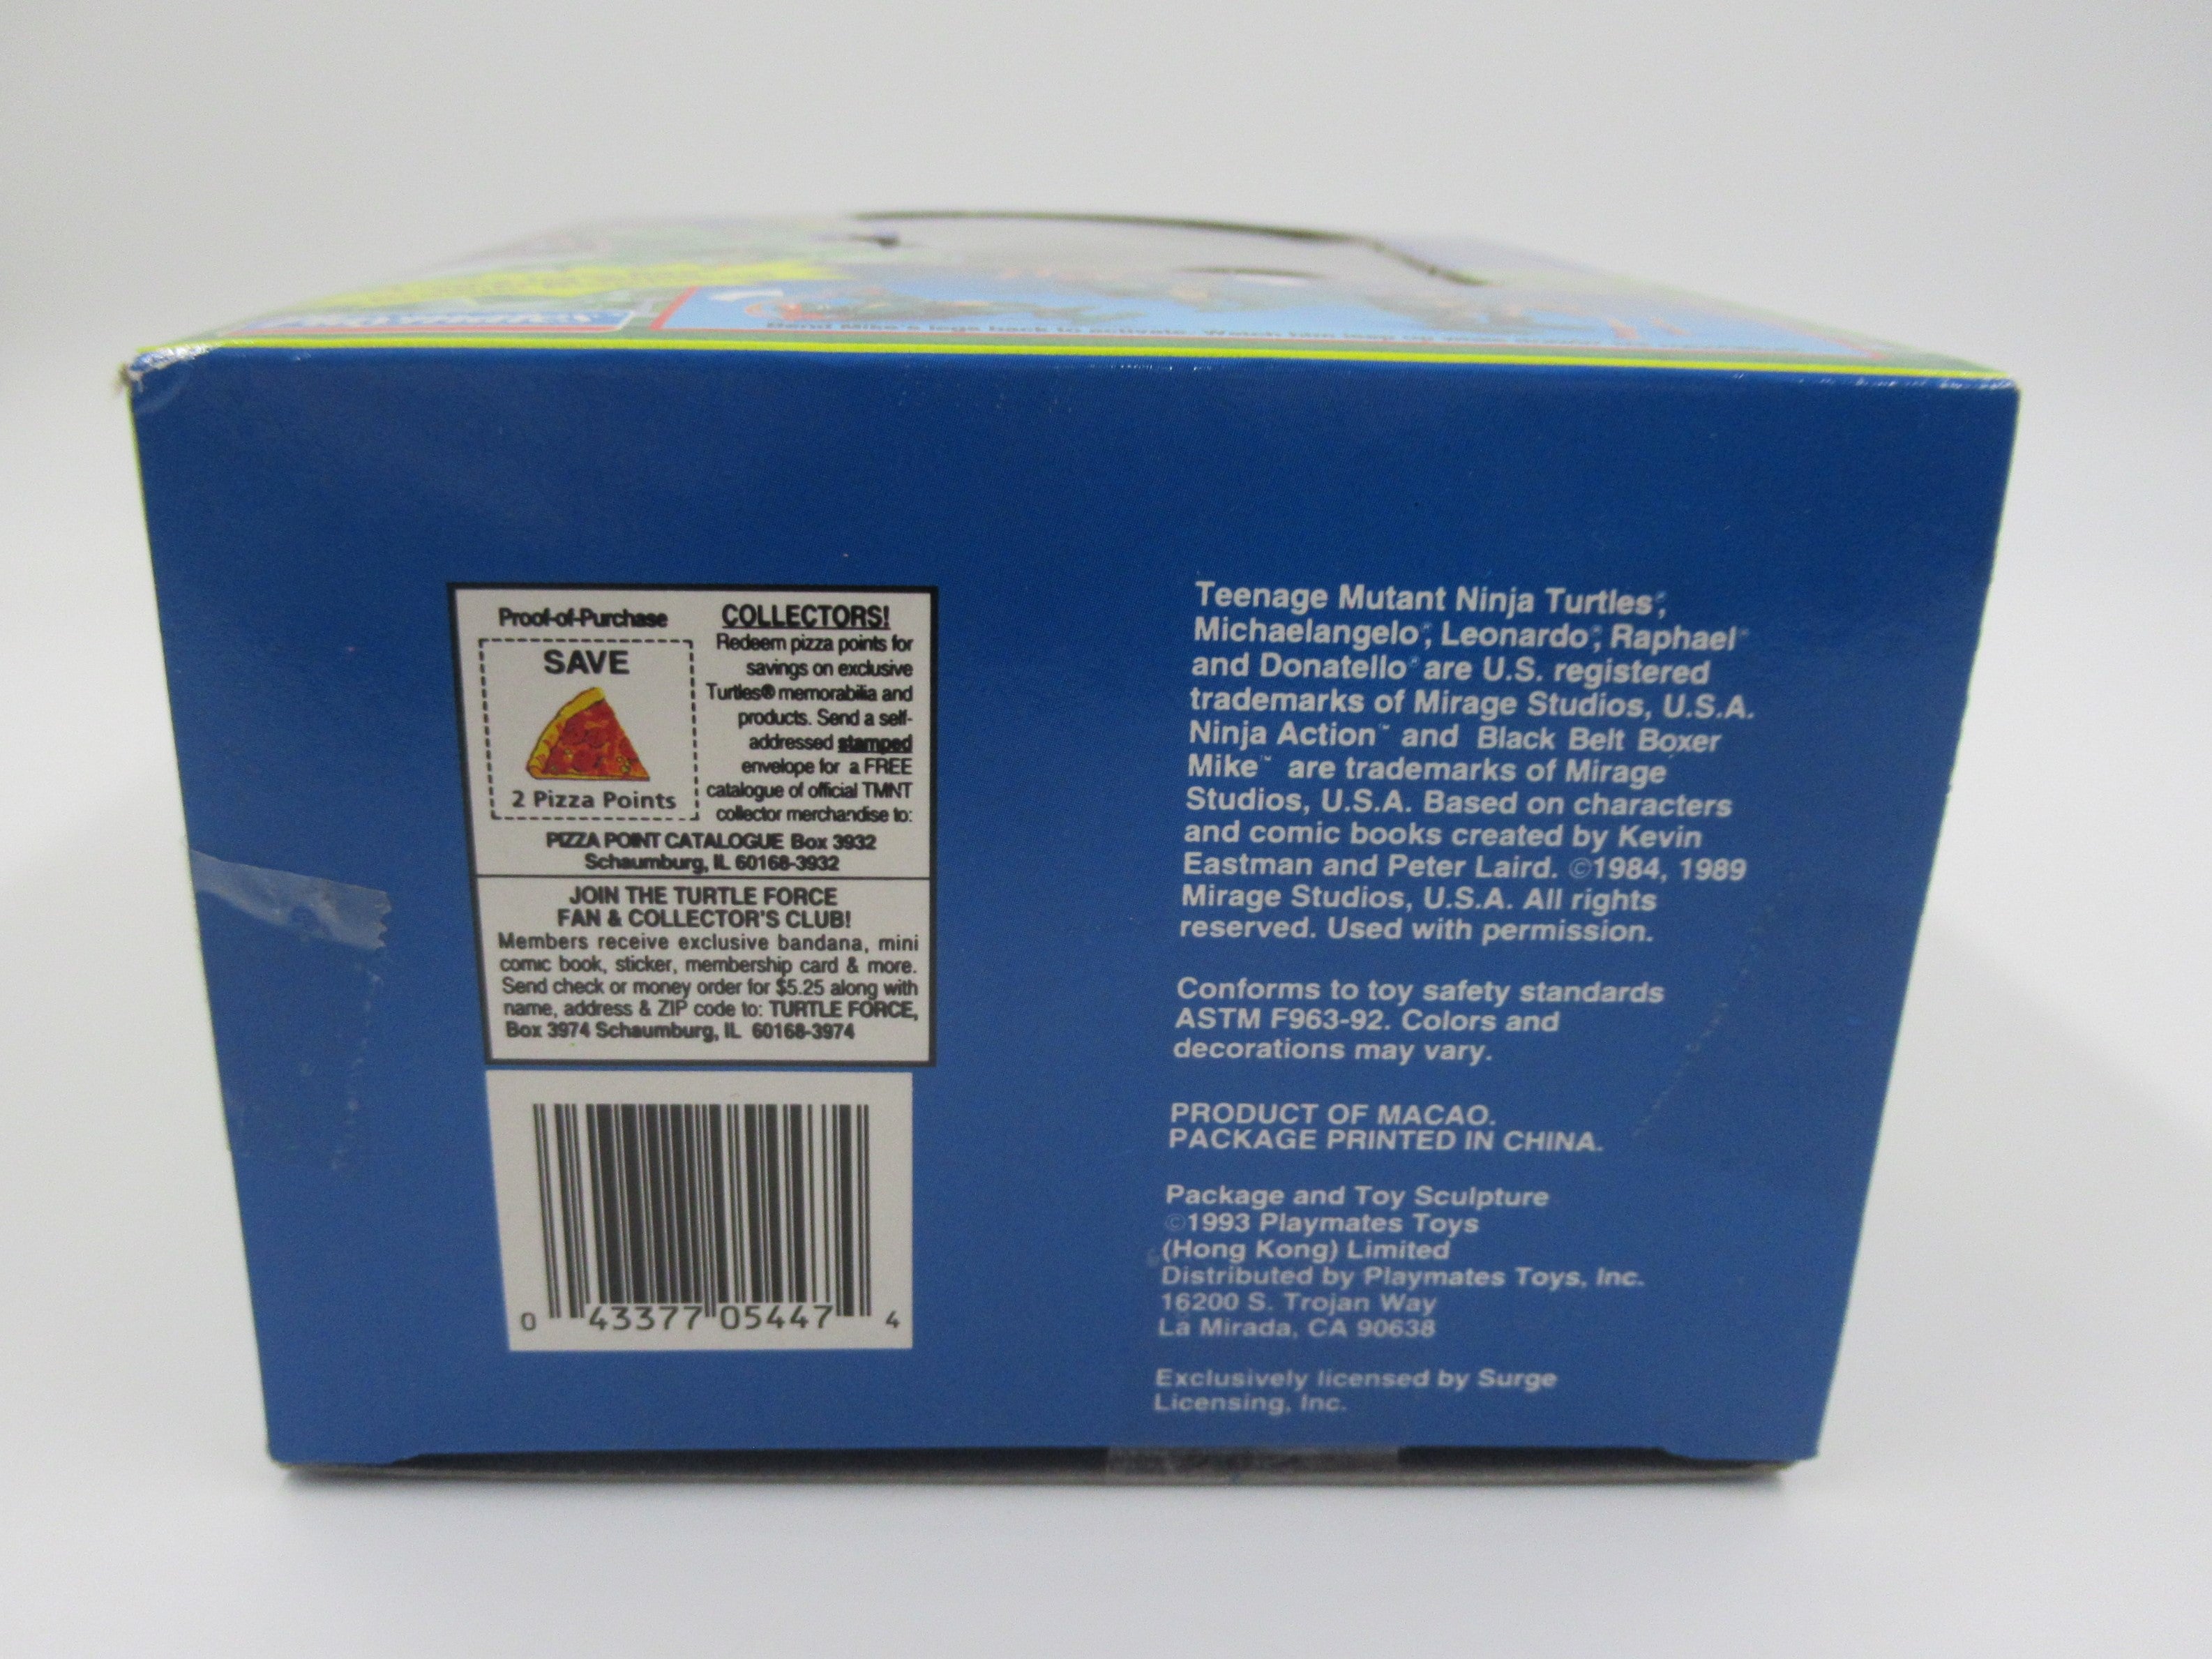 Bend Mike's legs back to activate. Watch him
Proof-of-Purchase
SAVE
2 Pizza Points
COLLECTORS!
Redeem pizza points for
savings on exclusive
Turtles® memorabilia and
products. Send a self-
addressed stamped
envelope for a FREE
catalogue of official TMNT
collector merchandise to:
PIZZA POINT CATALOGUE Box 3932
Schaumburg, IL 60168-3932
JOIN THE TURTLE FORCE
FAN & COLLECTOR'S CLUB!
Members receive exclusive bandana, mini
comic book, sticker, membership card & more.
Send check or money order for $5.25 along with
name, address & ZIP code to: TURTLE FORCE,
Box 3974 Schaumburg, IL 60168-3974
0 43377 05447 4
Teenage Mutant Ninja Turtles®,
Michaelangelo®, Leonardo®, Raphael®
and Donatello® are U.S. registered
trademarks of Mirage Studios, U.S.A.
Ninja Action™ and Black Belt Boxer
Mike™ are trademarks of Mirage
Studios, U.S.A. Based on characters
and comic books created by Kevin
Eastman and Peter Laird. ©1984, 1989
Mirage Studios, U.S.A. All rights
reserved. Used with permission.
Conforms to toy safety standards
ASTM F963-92. Colors and
decorations may vary.
PRODUCT OF MACAO.
PACKAGE PRINTED IN CHINA.
Package and Toy Sculpture
©1993 Playmates Toys
(Hong Kong) Limited
Distributed by Playmates Toys, Inc.
16200 S. Trojan Way
La Mirada, CA 90638
Exclusively licensed by Surge
Licensing, Inc.